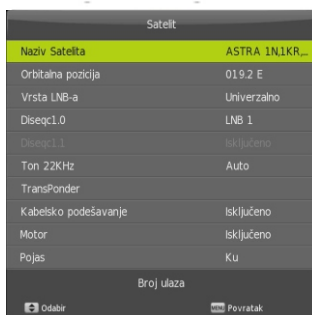 Satelit
Naziv Satelita ASTRA 1N,1KR,...
Orbitalna pozicija 019.2 E
Vrsta LNB-a Univerzalno
Diseqc1.0 LNB 1
Diseqc1.1 Isključeno
Ton 22KHz Auto
TransPonder
Kabelsko podešavanje Isključeno
Motor Isključeno
Pojas Ku
Broj ulaza
Odabir MENU Povratak